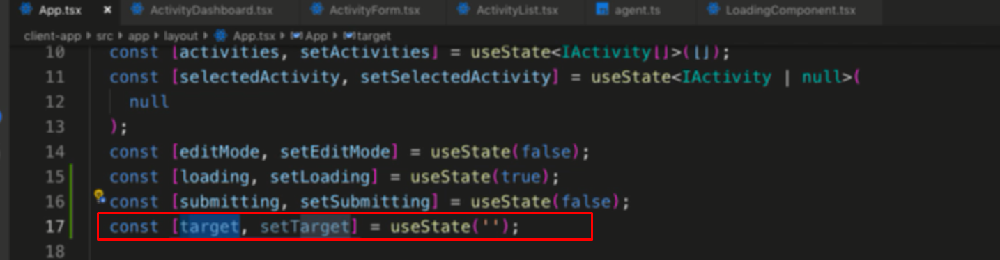 App.tsx × ActivityDashboard.tsx ActivityForm.tsx ActivityList.tsx agent.ts LoadingComponent.tsx
client-app src app layout App.tsx App target
10 const [activities, setActivities] = useState<IActivity[]>([]);
11 const [selectedActivity, setSelectedActivity] = useState<IActivity | null>(
12 null
13 );
14 const [editMode, setEditMode] = useState(false);
15 const [loading, setLoading] = useState(true);
16 const [submitting, setSubmitting] = useState(false);
17 const [target, setTarget] = useState('');
18